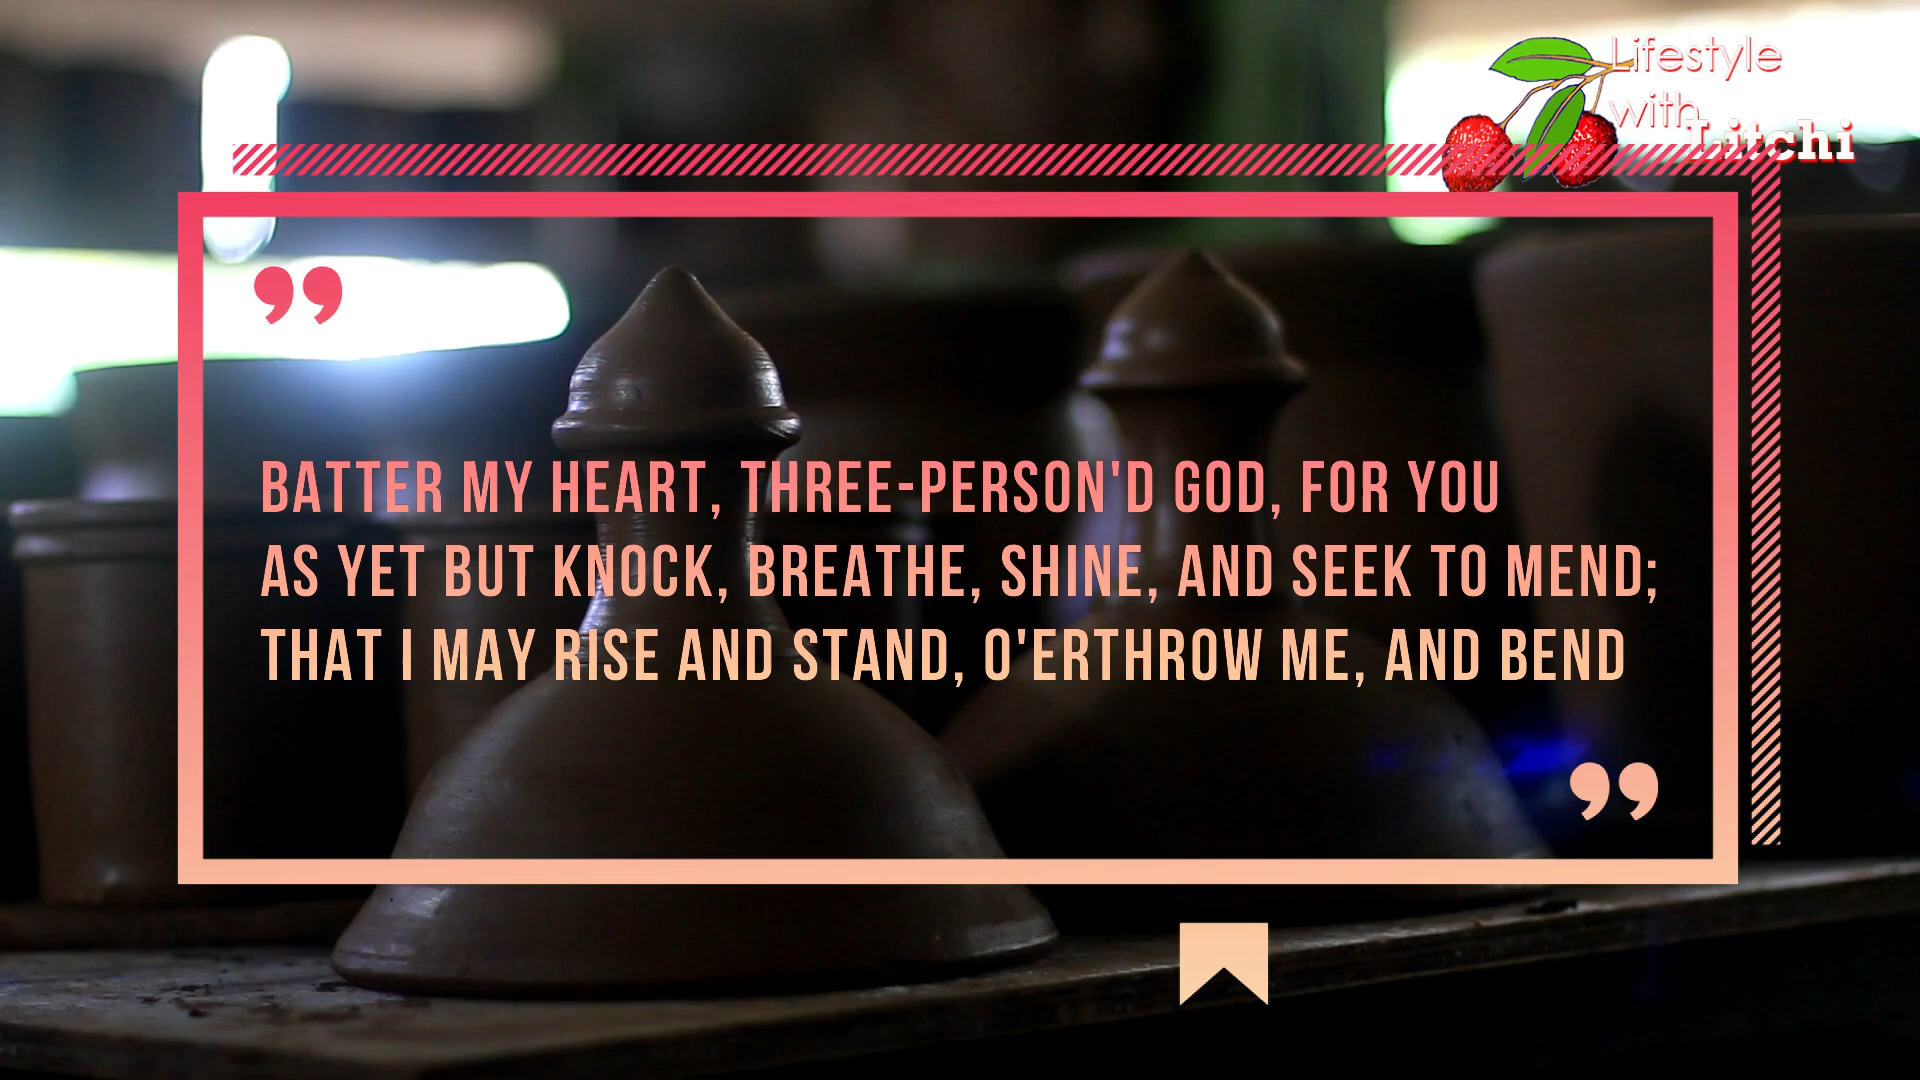 Lifestyle
with
Litchi
”
BATTER MY HEART, THREE-PERSON'D GOD, FOR YOU
AS YET BUT KNOCK, BREATHE, SHINE, AND SEEK TO MEND;
THAT I MAY RISE AND STAND, O'ERTHROW ME, AND BEND
”